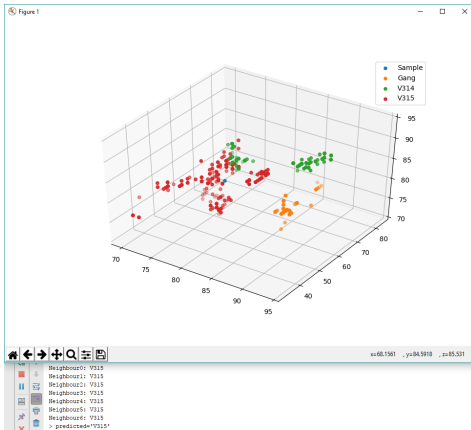 Figure 1
Sample
Gang
V314
V315
95
90
85
80
75
70
70
75
80
85
90
95
40
50
60
70
80
x=68.1561 , y=84.5918 , z=85.531
Neighbour0: V315
Neighbour1: V315
Neighbour2: V315
Neighbour3: V315
Neighbour4: V315
Neighbour5: V315
Neighbour6: V315
> predicted='V315'